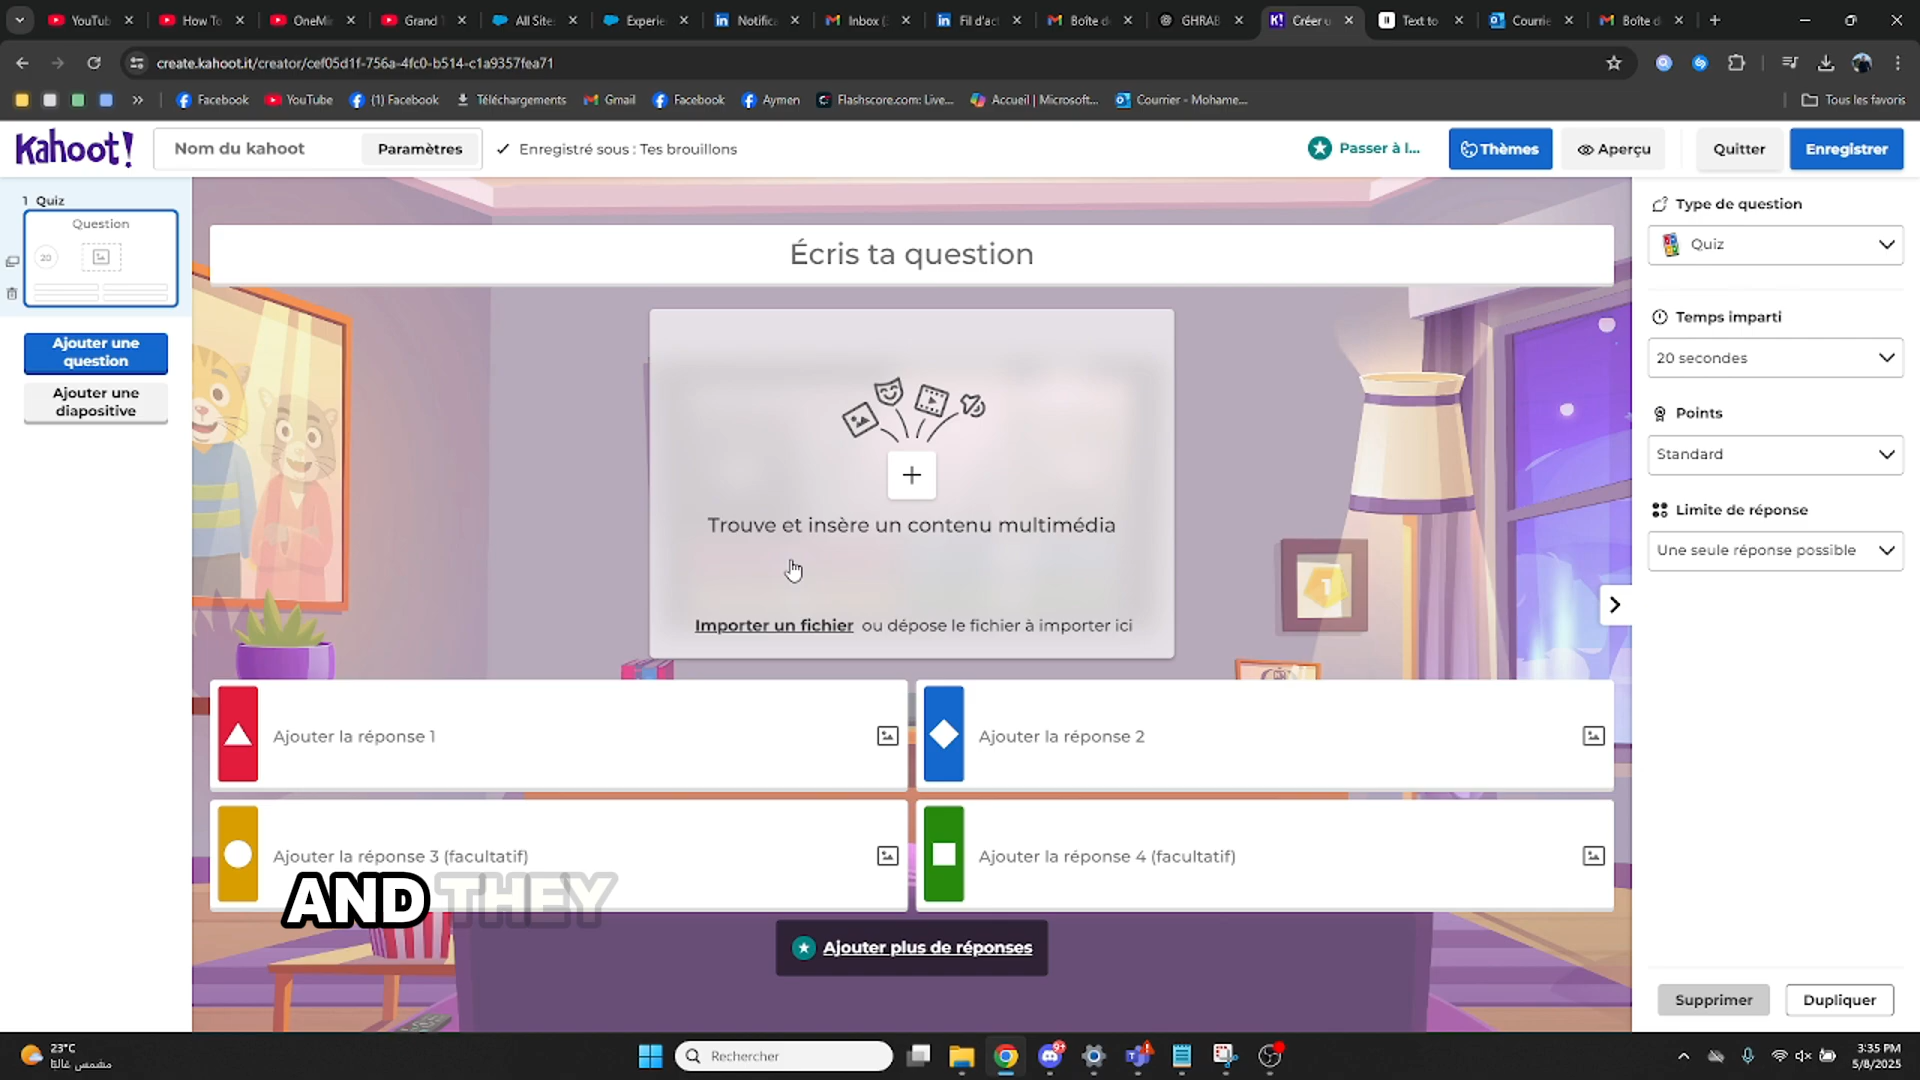 YouTub
How To
OneMi
Grand
All Site
Experie
Notific
Inbox (
Fil d'ac
Boîte d
GHRAB
K! Créer u
Text to
Courrie
Boîte d
create.kahoot.it/creator/cef05d1f-756a-4fc0-b514-c1a9357fea71
Facebook
YouTube
(1) Facebook
Téléchargements
Gmail
Facebook
Aymen
Flashscore.com: Live...
Accueil | Microsoft...
Courrier - Mohame...
Tous les favoris
Kahoot!
Nom du kahoot
Paramètres
Enregistré sous : Tes brouillons
Passer à l...
Thèmes
Aperçu
Quitter
Enregistrer
1 Quiz
Question
20
Ajouter une
question
Ajouter une
diapositive
Écris ta question
Trouve et insère un contenu multimédia
Importer un fichier ou dépose le fichier à importer ici
1
Ajouter la réponse 1
Ajouter la réponse 2
Ajouter la réponse 3 (facultatif)
Ajouter la réponse 4 (facultatif)
AND THEY
Ajouter plus de réponses
Type de question
Quiz
Temps imparti
20 secondes
Points
Standard
Limite de réponse
Une seule réponse possible
Supprimer
Dupliquer
23°C
مشمس غالبًا
Rechercher
9+
3:35 PM
5/8/2025